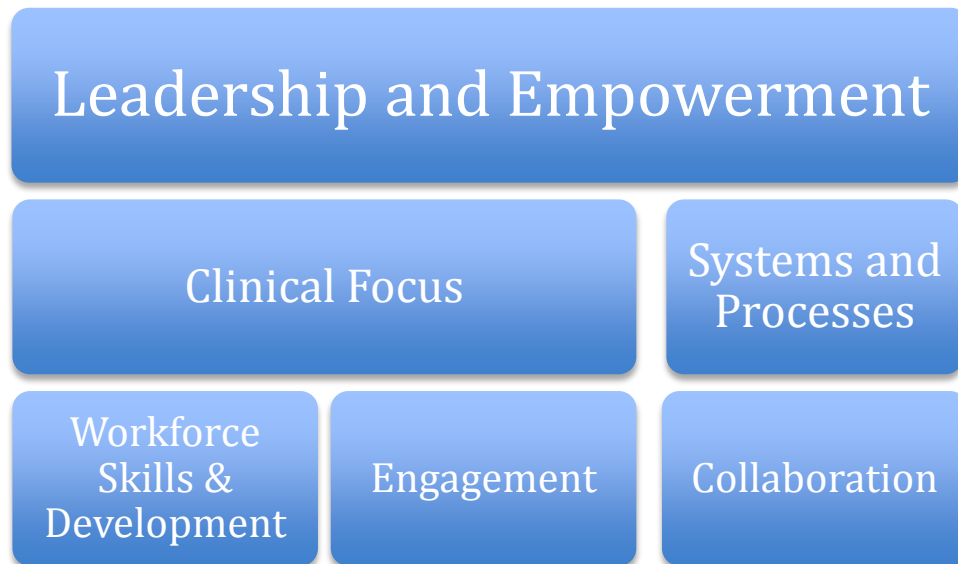 Leadership and Empowerment
Clinical Focus
Systems and
Processes
Workforce
Skills &
Development
Engagement
Collaboration